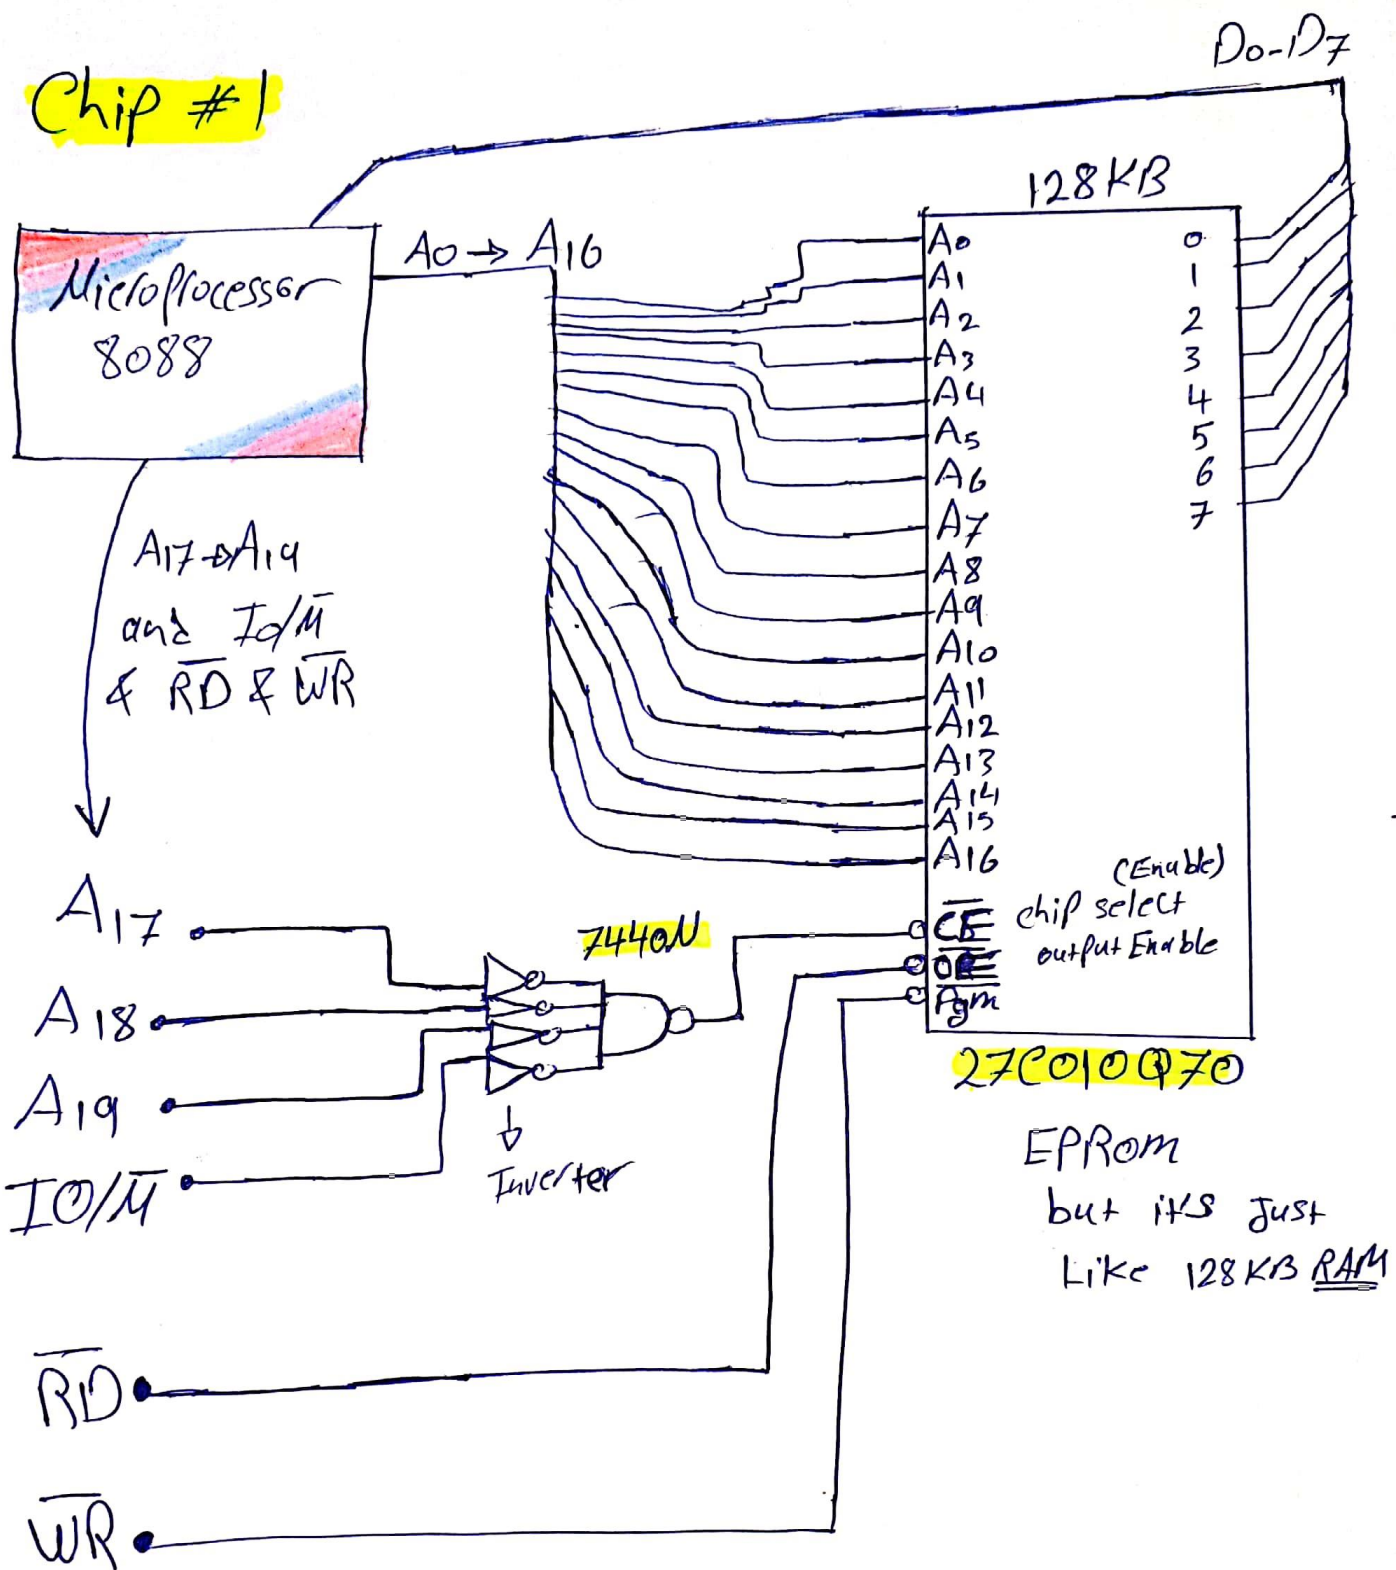 Chip #1
D0-D7
128KB
Microprocessor
8088
A0 → A16
A0
A1
A2
A3
A4
A5
A6
A7
A8
A9
A10
A11
A12
A13
A14
A15
A16
0
1
2
3
4
5
6
7
A17→A19
and IO/M̅
& R̅D̅ & W̅R̅
(Enable)
C̅E̅ chip select
O̅E̅ output Enable
P̅g̅m̅
7440N
A17
A18
A19
IO/M̅
Inverter
27C010Q70
EPRom
but it's Just
Like 128KB RAM
R̅D̅
W̅R̅